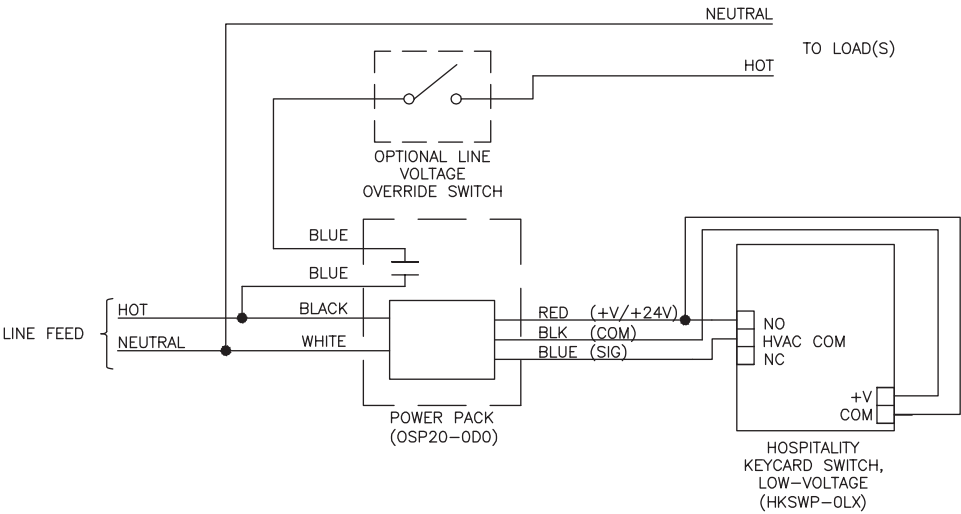 NEUTRAL
TO LOAD(S)
HOT
OPTIONAL LINE
VOLTAGE
OVERRIDE SWITCH
BLUE
BLUE
HOT
BLACK
LINE FEED
NEUTRAL
WHITE
RED (+V/+24V)
BLK (COM)
BLUE (SIG)
NO
HVAC COM
NC
+V
COM
POWER PACK
(OSP20-0D0)
HOSPITALITY
KEYCARD SWITCH,
LOW-VOLTAGE
(HKSWP-0LX)